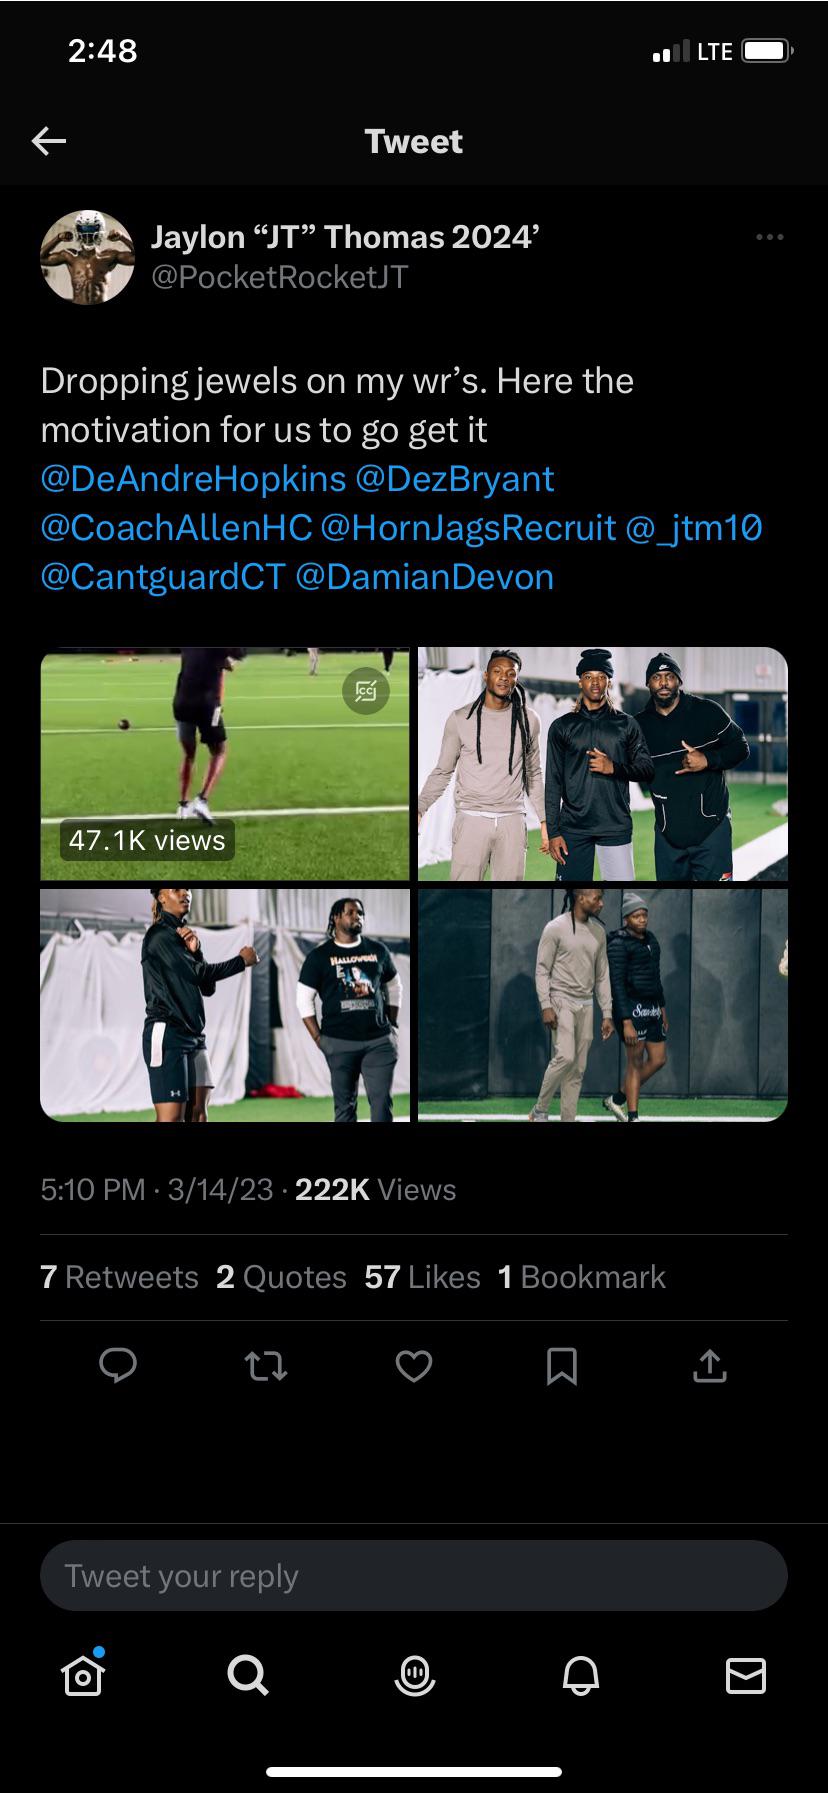 2:48
LTE
Tweet
Jaylon “JT” Thomas 2024’
@PocketRocketJT
Dropping jewels on my wr’s. Here the
motivation for us to go get it
@DeAndreHopkins @DezBryant
@CoachAllenHC @HornJagsRecruit @_jtm10
@CantguardCT @DamianDevon
CC
47.1K views
HALLOWEEN
5:10 PM · 3/14/23 · 222K Views
7 Retweets 2 Quotes 57 Likes 1 Bookmark
Tweet your reply